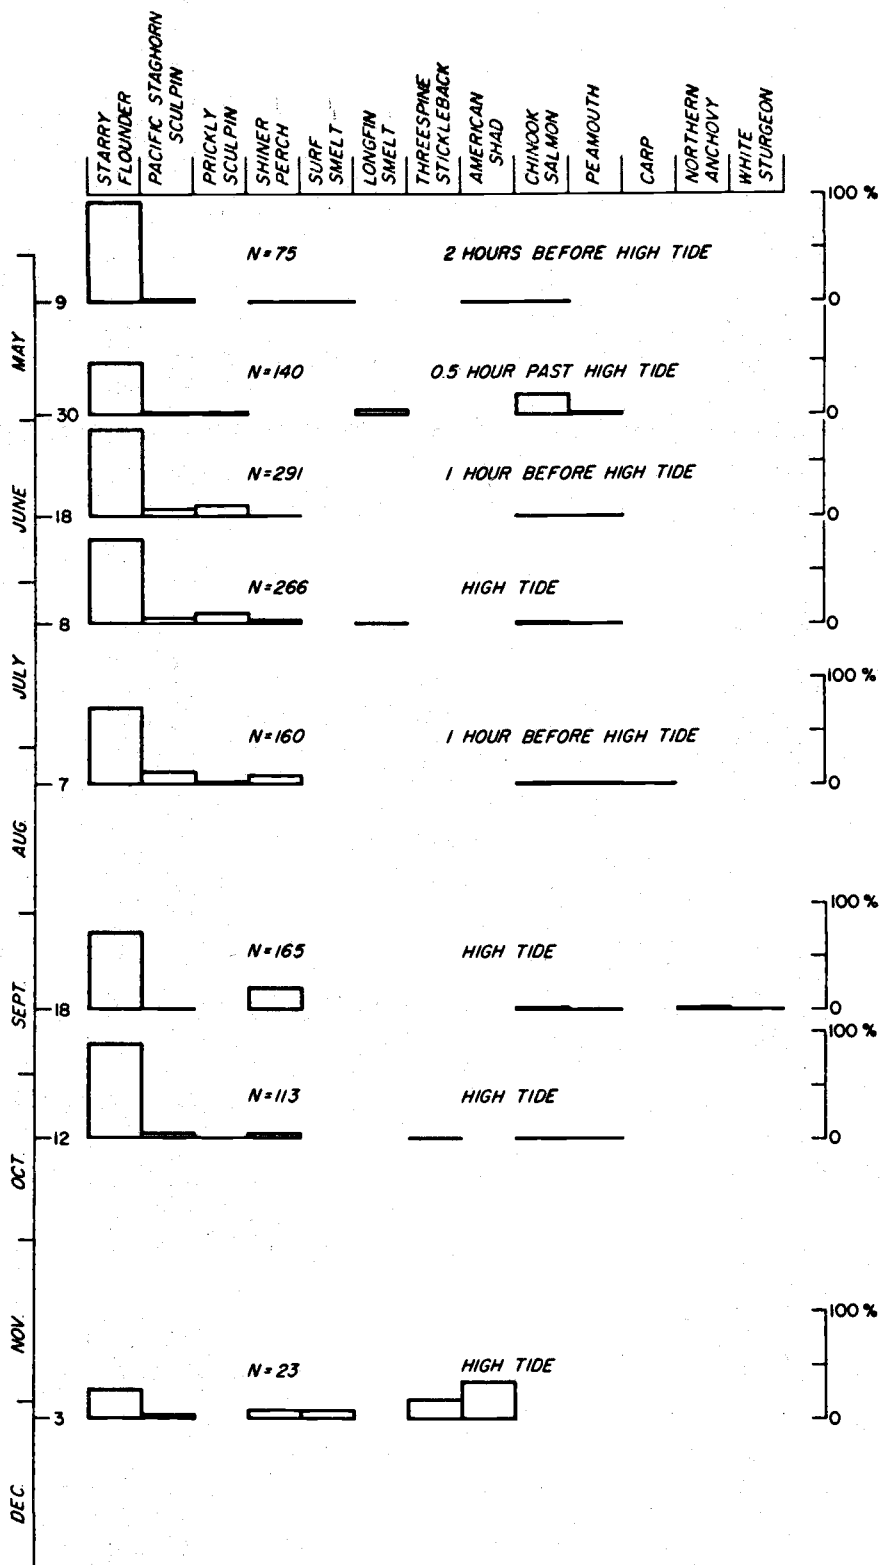 STARRY
FLOUNDER
PACIFIC STAGHORN
SCULPIN
PRICKLY
SCULPIN
SHINER
PERCH
SURF
SMELT
LONGFIN
SMELT
THREESPINE
STICKLEBACK
AMERICAN
SHAD
CHINOOK
SALMON
PEAMOUTH
CARP
NORTHERN
ANCHOVY
WHITE
STURGEON
100 %
N=75 2 HOURS BEFORE HIGH TIDE
9 0
MAY
N=140 0.5 HOUR PAST HIGH TIDE
30 0
N=291 1 HOUR BEFORE HIGH TIDE
JUNE
18 0
N=266 HIGH TIDE
8 0
JULY
100 %
N=160 1 HOUR BEFORE HIGH TIDE
7 0
AUG.
100 %
N=165 HIGH TIDE
SEPT.
18 0
100 %
N=113 HIGH TIDE
12 0
OCT.
100 %
NOV.
N=23 HIGH TIDE
3 0
DEC.